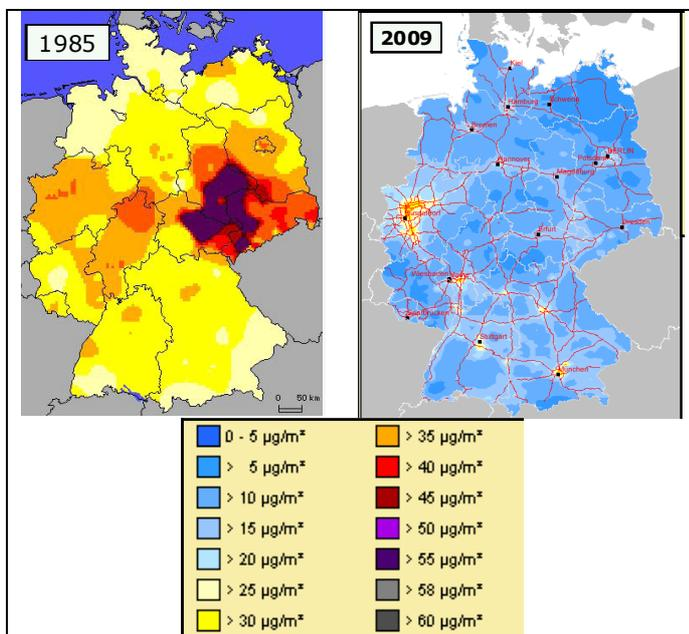 1985
2009
Kiel
Hamburg
Schwerin
Bremen
BERLIN
Hannover
Potsdam
Magdeburg
Düsseldorf
Erfurt
Dresden
Wiesbaden
Saarbrücken
Stuttgart
München
0 50 km
0 - 5 µg/m³
> 5 µg/m³
> 10 µg/m³
> 15 µg/m³
> 20 µg/m³
> 25 µg/m³
> 30 µg/m³
> 35 µg/m³
> 40 µg/m³
> 45 µg/m³
> 50 µg/m³
> 55 µg/m³
> 58 µg/m³
> 60 µg/m³